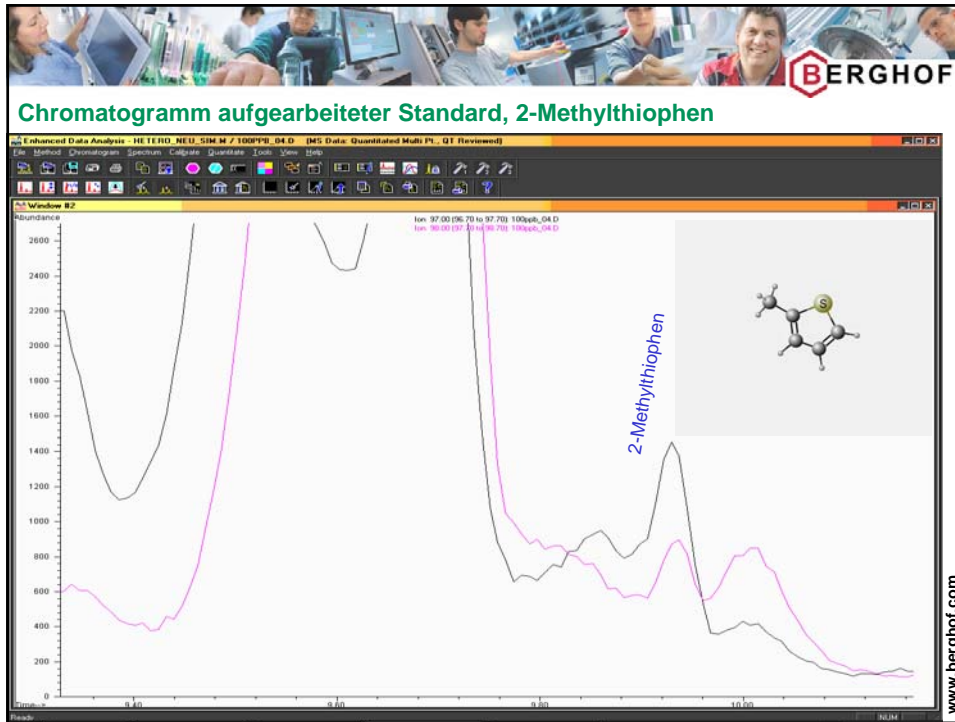 BERGHOF
Chromatogramm aufgearbeiteter Standard, 2-Methylthiophen
Enhanced Data Analysis - HETERO_NEU_SIM.M / 100PPB_04.D (MS Data: Quantitated Multi Pt., QT Reviewed)
File Method Chromatogram Spectrum Calibrate Quantitate Tools View Help
Window #2
Abundance
Ion 97.00 (96.70 to 97.70): 100ppb_04.D
Ion 98.00 (97.70 to 98.70): 100ppb_04.D
2600
2400
2200
2000
1800
1600
1400
1200
1000
800
600
400
200
0
2-Methylthiophen
S
Time-->
9.40 9.60 9.80 10.00
Ready NUM
www.berghof.com